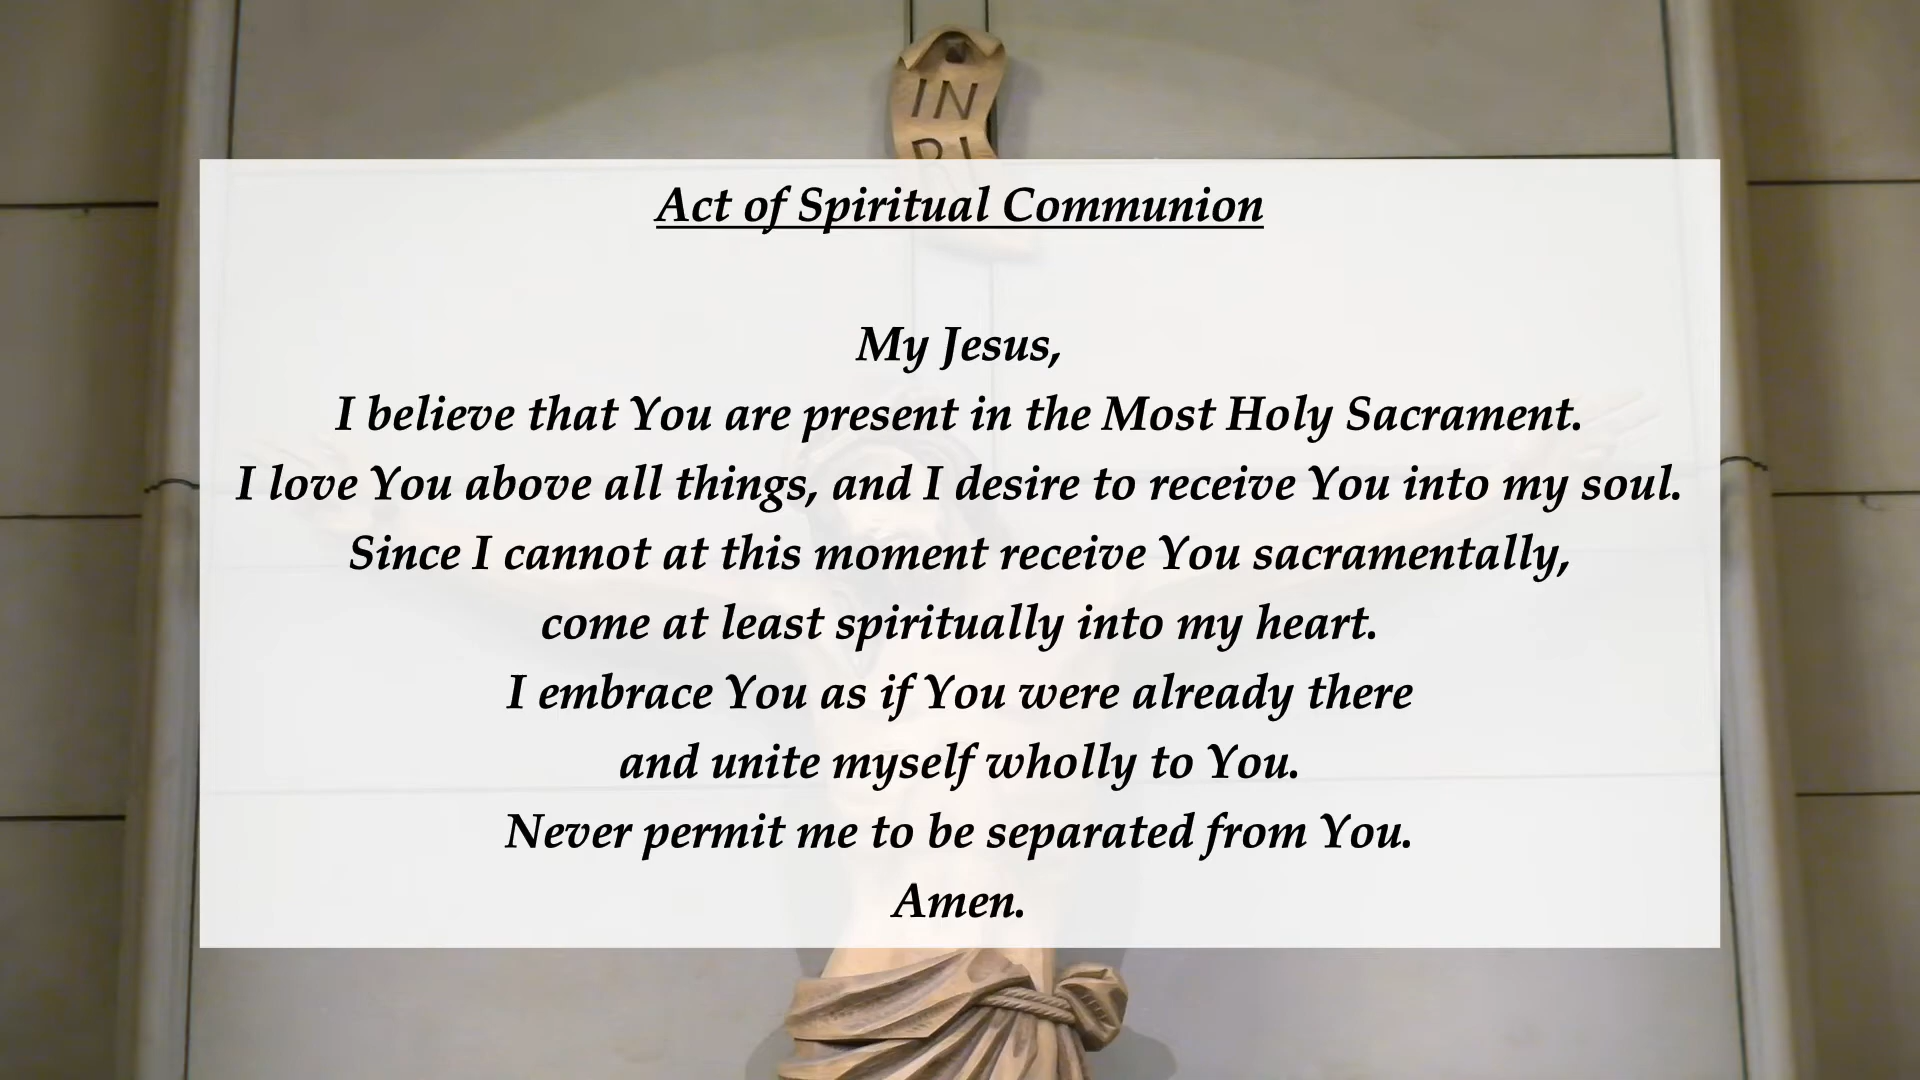 IN
RI
Act of Spiritual Communion
My Jesus,
I believe that You are present in the Most Holy Sacrament.
I love You above all things, and I desire to receive You into my soul.
Since I cannot at this moment receive You sacramentally,
come at least spiritually into my heart.
I embrace You as if You were already there
and unite myself wholly to You.
Never permit me to be separated from You.
Amen.